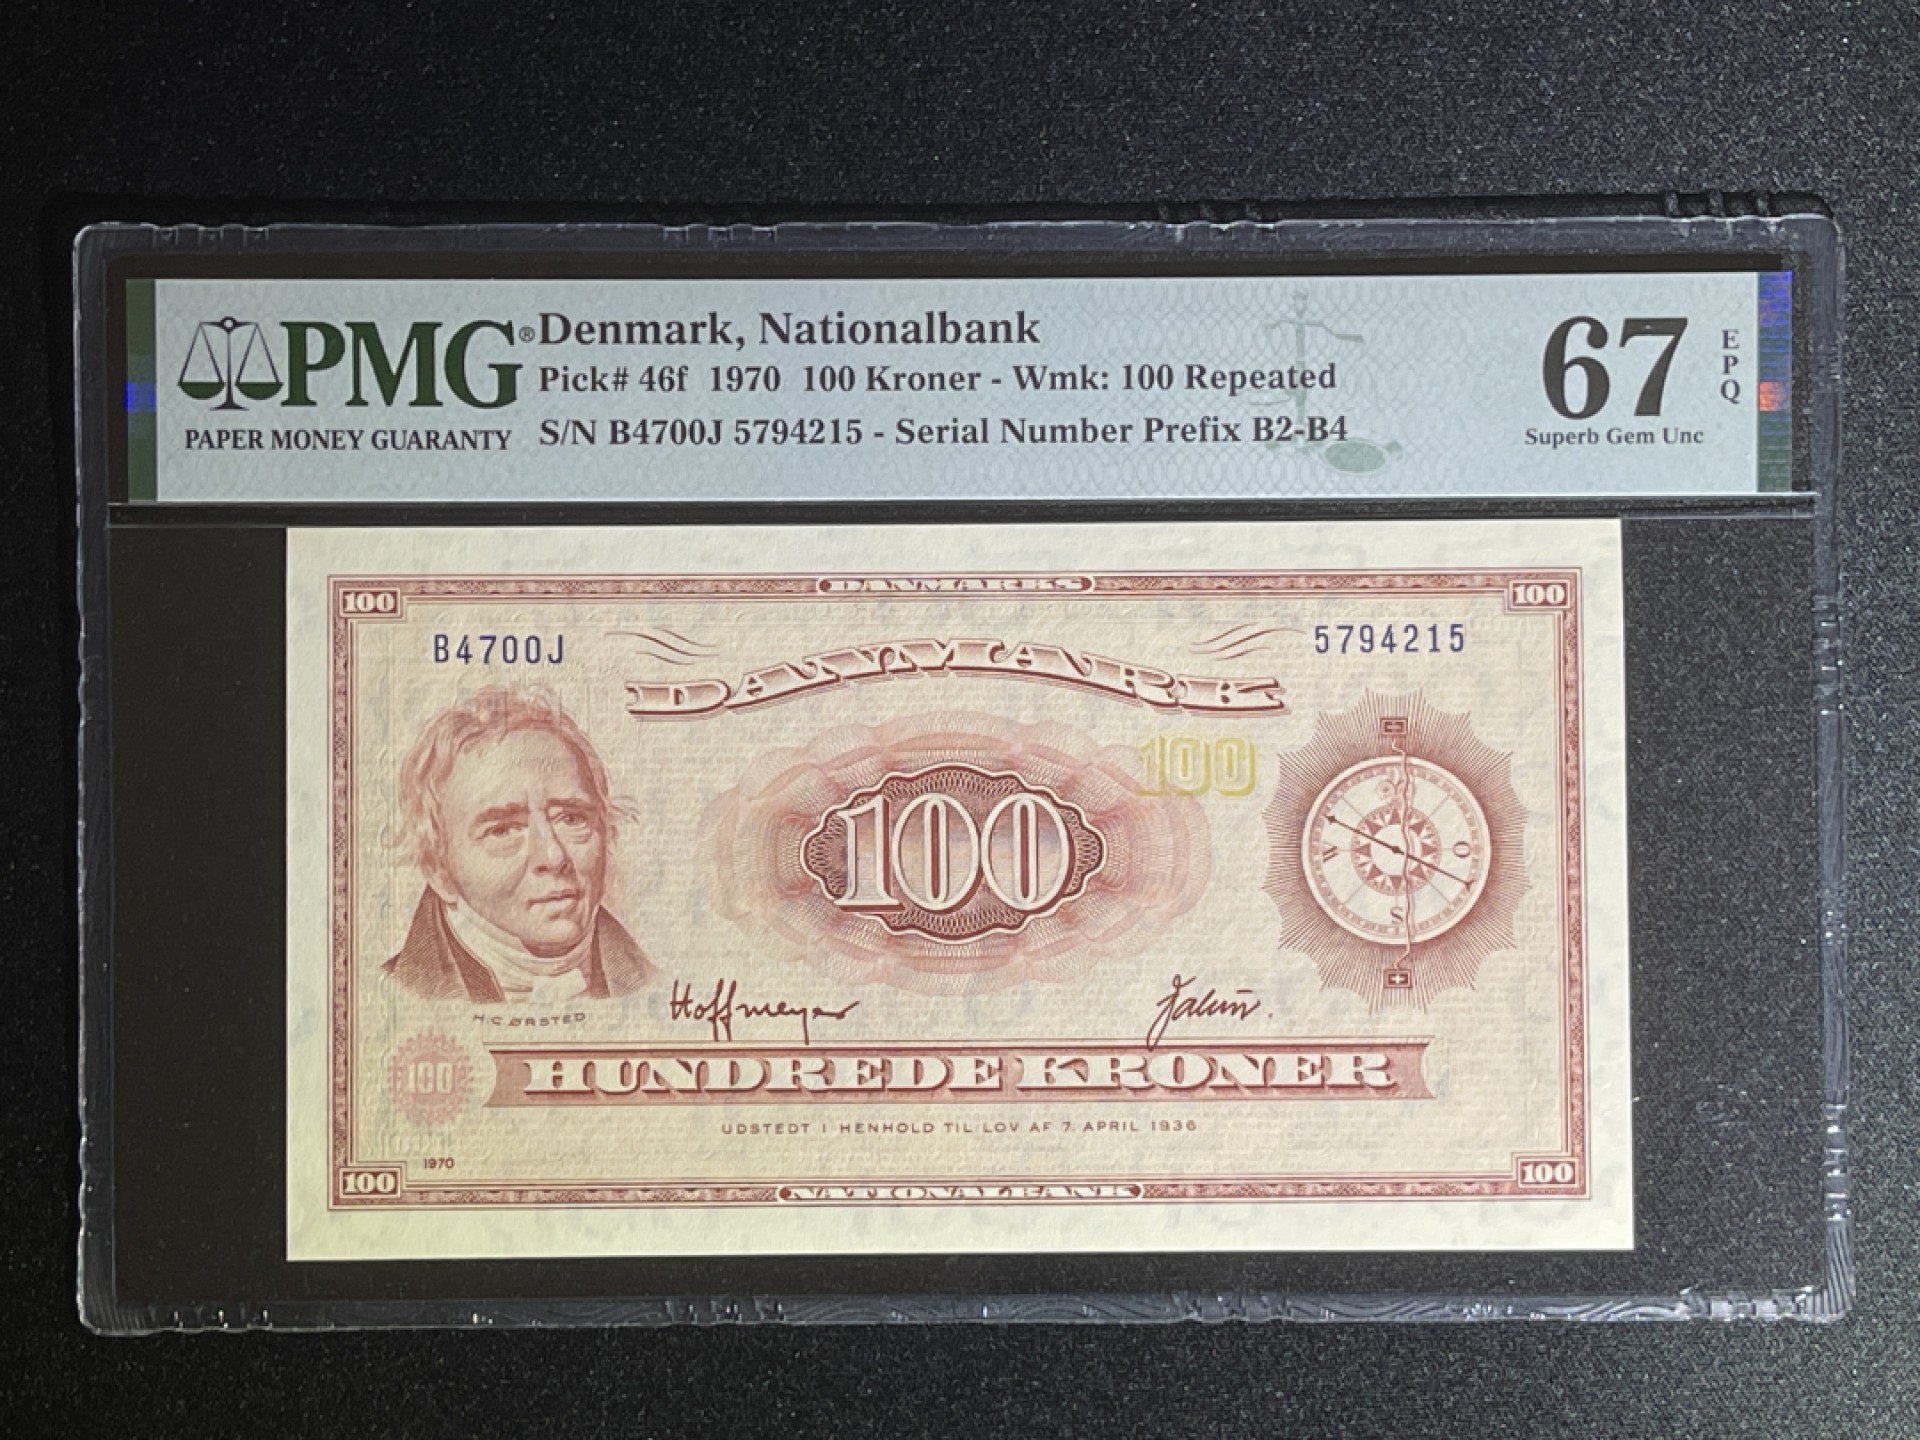 PMG®
PAPER MONEY GUARANTY
Denmark, Nationalbank
Pick# 46f 1970 100 Kroner - Wmk: 100 Repeated
S/N B4700J 5794215 - Serial Number Prefix B2-B4
67
EPQ
Superb Gem Unc
DANMARKS
100
100
B4700J
5794215
DANMARK
100
100
W
O
S
H.C. ØRSTED
Hoffmeyer
100
HUNDREDE KRONER
UDSTEDT I HENHOLD TIL LOV AF 7. APRIL 1936
1970
100
NATIONALBANK
100